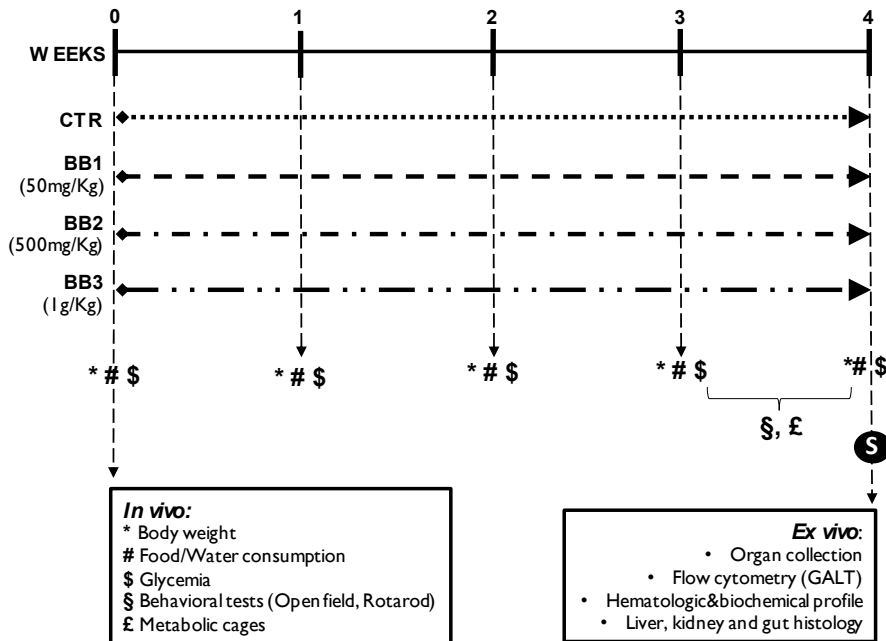 0 1 2 3 4
WEEKS
CTR
BB1
(50mg/Kg)
BB2
(500mg/Kg)
BB3
(1g/Kg)
* # $ * # $ * # $ * # $ *# $
§, £
S
In vivo:
* Body weight
# Food/Water consumption
$ Glycemia
§ Behavioral tests (Open field, Rotarod)
£ Metabolic cages
Ex vivo:
• Organ collection
• Flow cytometry (GALT)
• Hematologic&biochemical profile
• Liver, kidney and gut histology